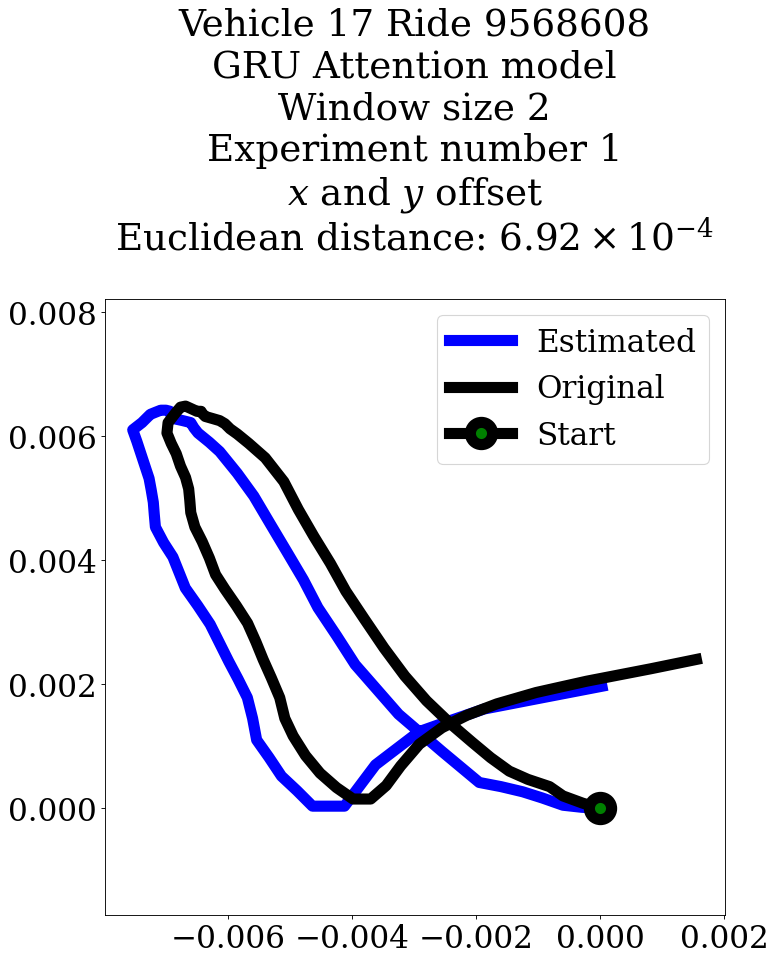 Vehicle 17 Ride 9568608
GRU Attention model
Window size 2
Experiment number 1
x and y offset
Euclidean distance: 6.92 × 10⁻⁴
0.008
0.006
0.004
0.002
0.000
Estimated
Original
Start
−0.006 −0.004 −0.002 0.000 0.002